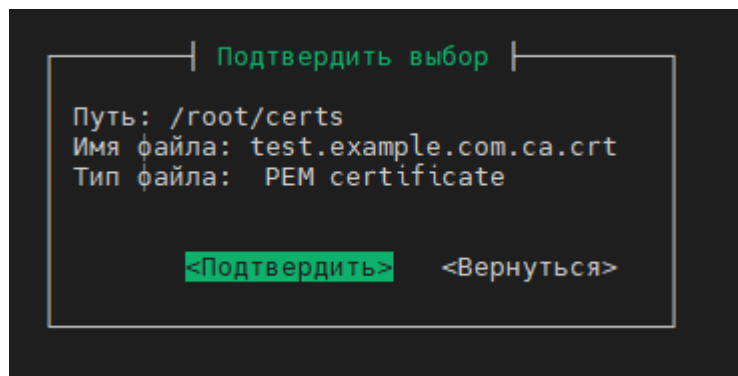 Подтвердить выбор
Путь: /root/certs
Имя файла: test.example.com.ca.crt
Тип файла:  PEM certificate
<Подтвердить> <Вернуться>